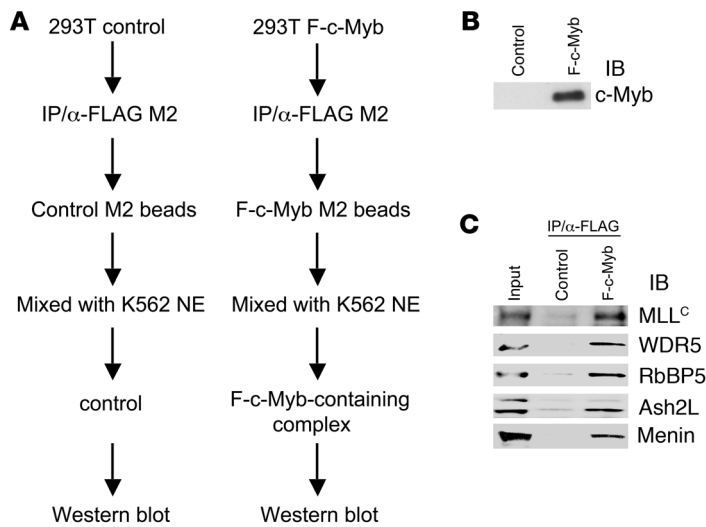 A
293T control
IP/α-FLAG M2
Control M2 beads
Mixed with K562 NE
control
Western blot
293T F-c-Myb
IP/α-FLAG M2
F-c-Myb M2 beads
Mixed with K562 NE
F-c-Myb-containing
complex
Western blot
B
Control
F-c-Myb
IB
c-Myb
C
IP/α-FLAG
Input
Control
F-c-Myb
IB
MLLᶜ
WDR5
RbBP5
Ash2L
Menin